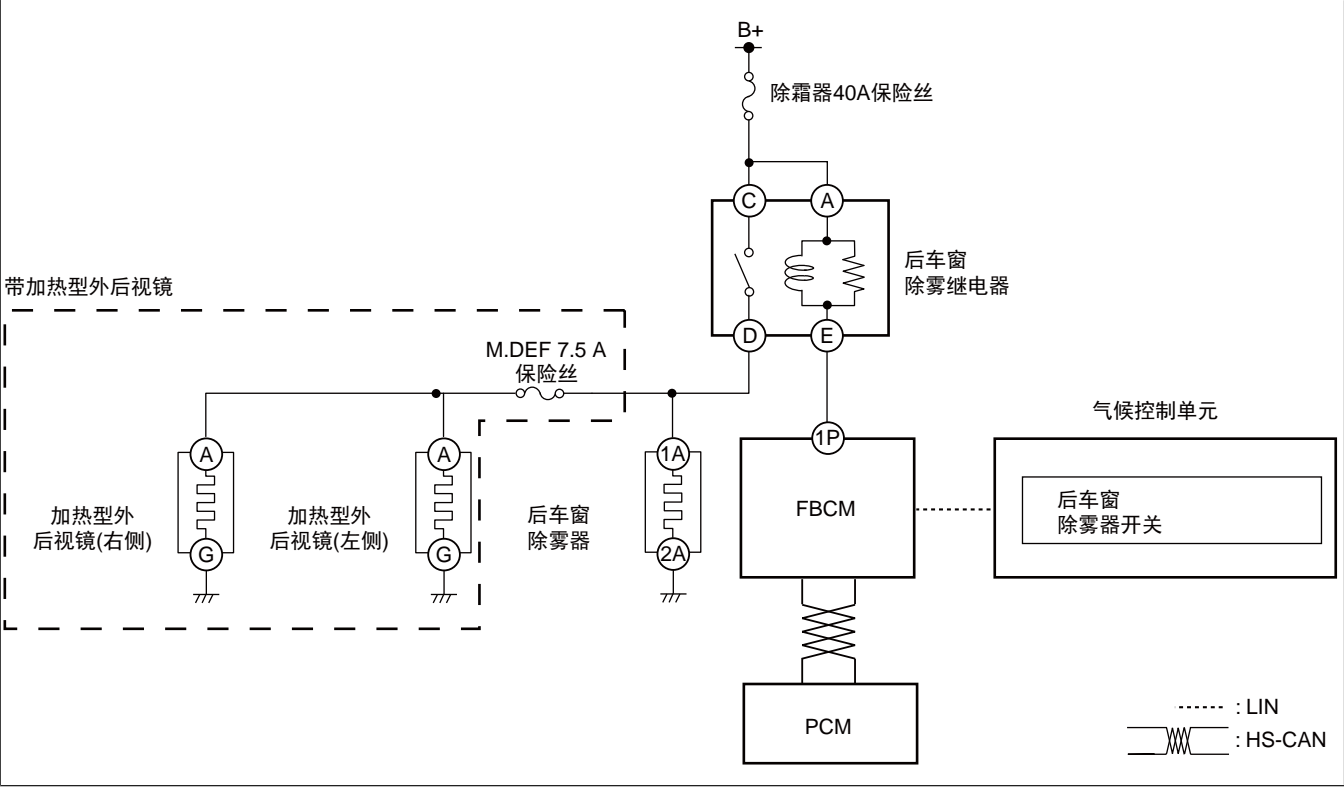 B+
除霜器40A保险丝
C
A
后车窗
除雾继电器
D
E
带加热型外后视镜
M.DEF 7.5 A
保险丝
气候控制单元
1P
FBCM
后车窗
除雾器开关
A
G
加热型外
后视镜(右侧)
A
G
加热型外
后视镜(左侧)
后车窗
除雾器
1A
2A
PCM
: LIN
: HS-CAN